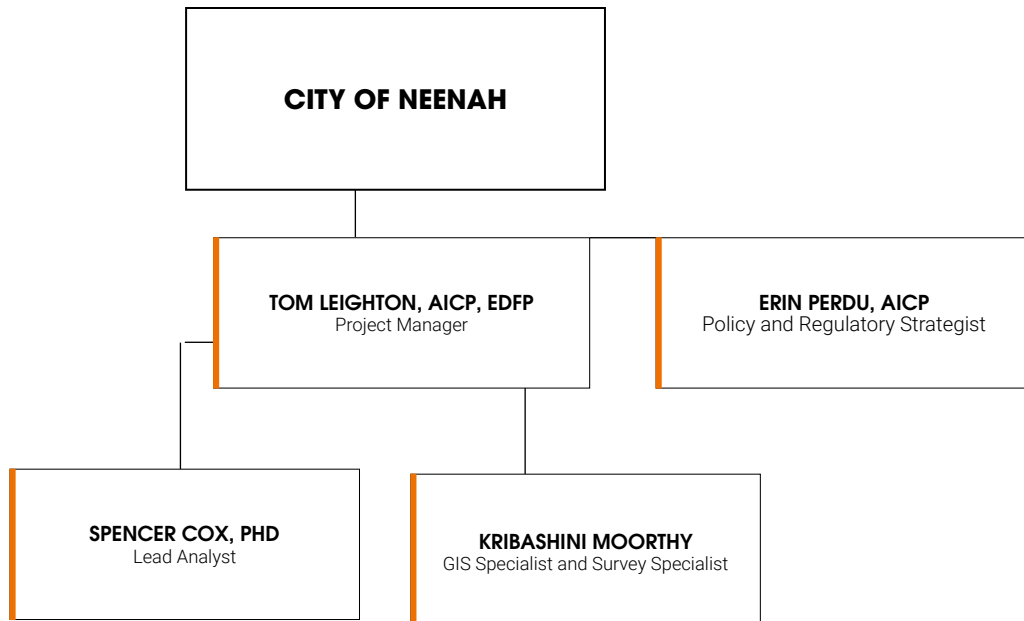 CITY OF NEENAH
TOM LEIGHTON, AICP, EDFP
Project Manager
ERIN PERDU, AICP
Policy and Regulatory Strategist
SPENCER COX, PHD
Lead Analyst
KRIBASHINI MOORTHY
GIS Specialist and Survey Specialist